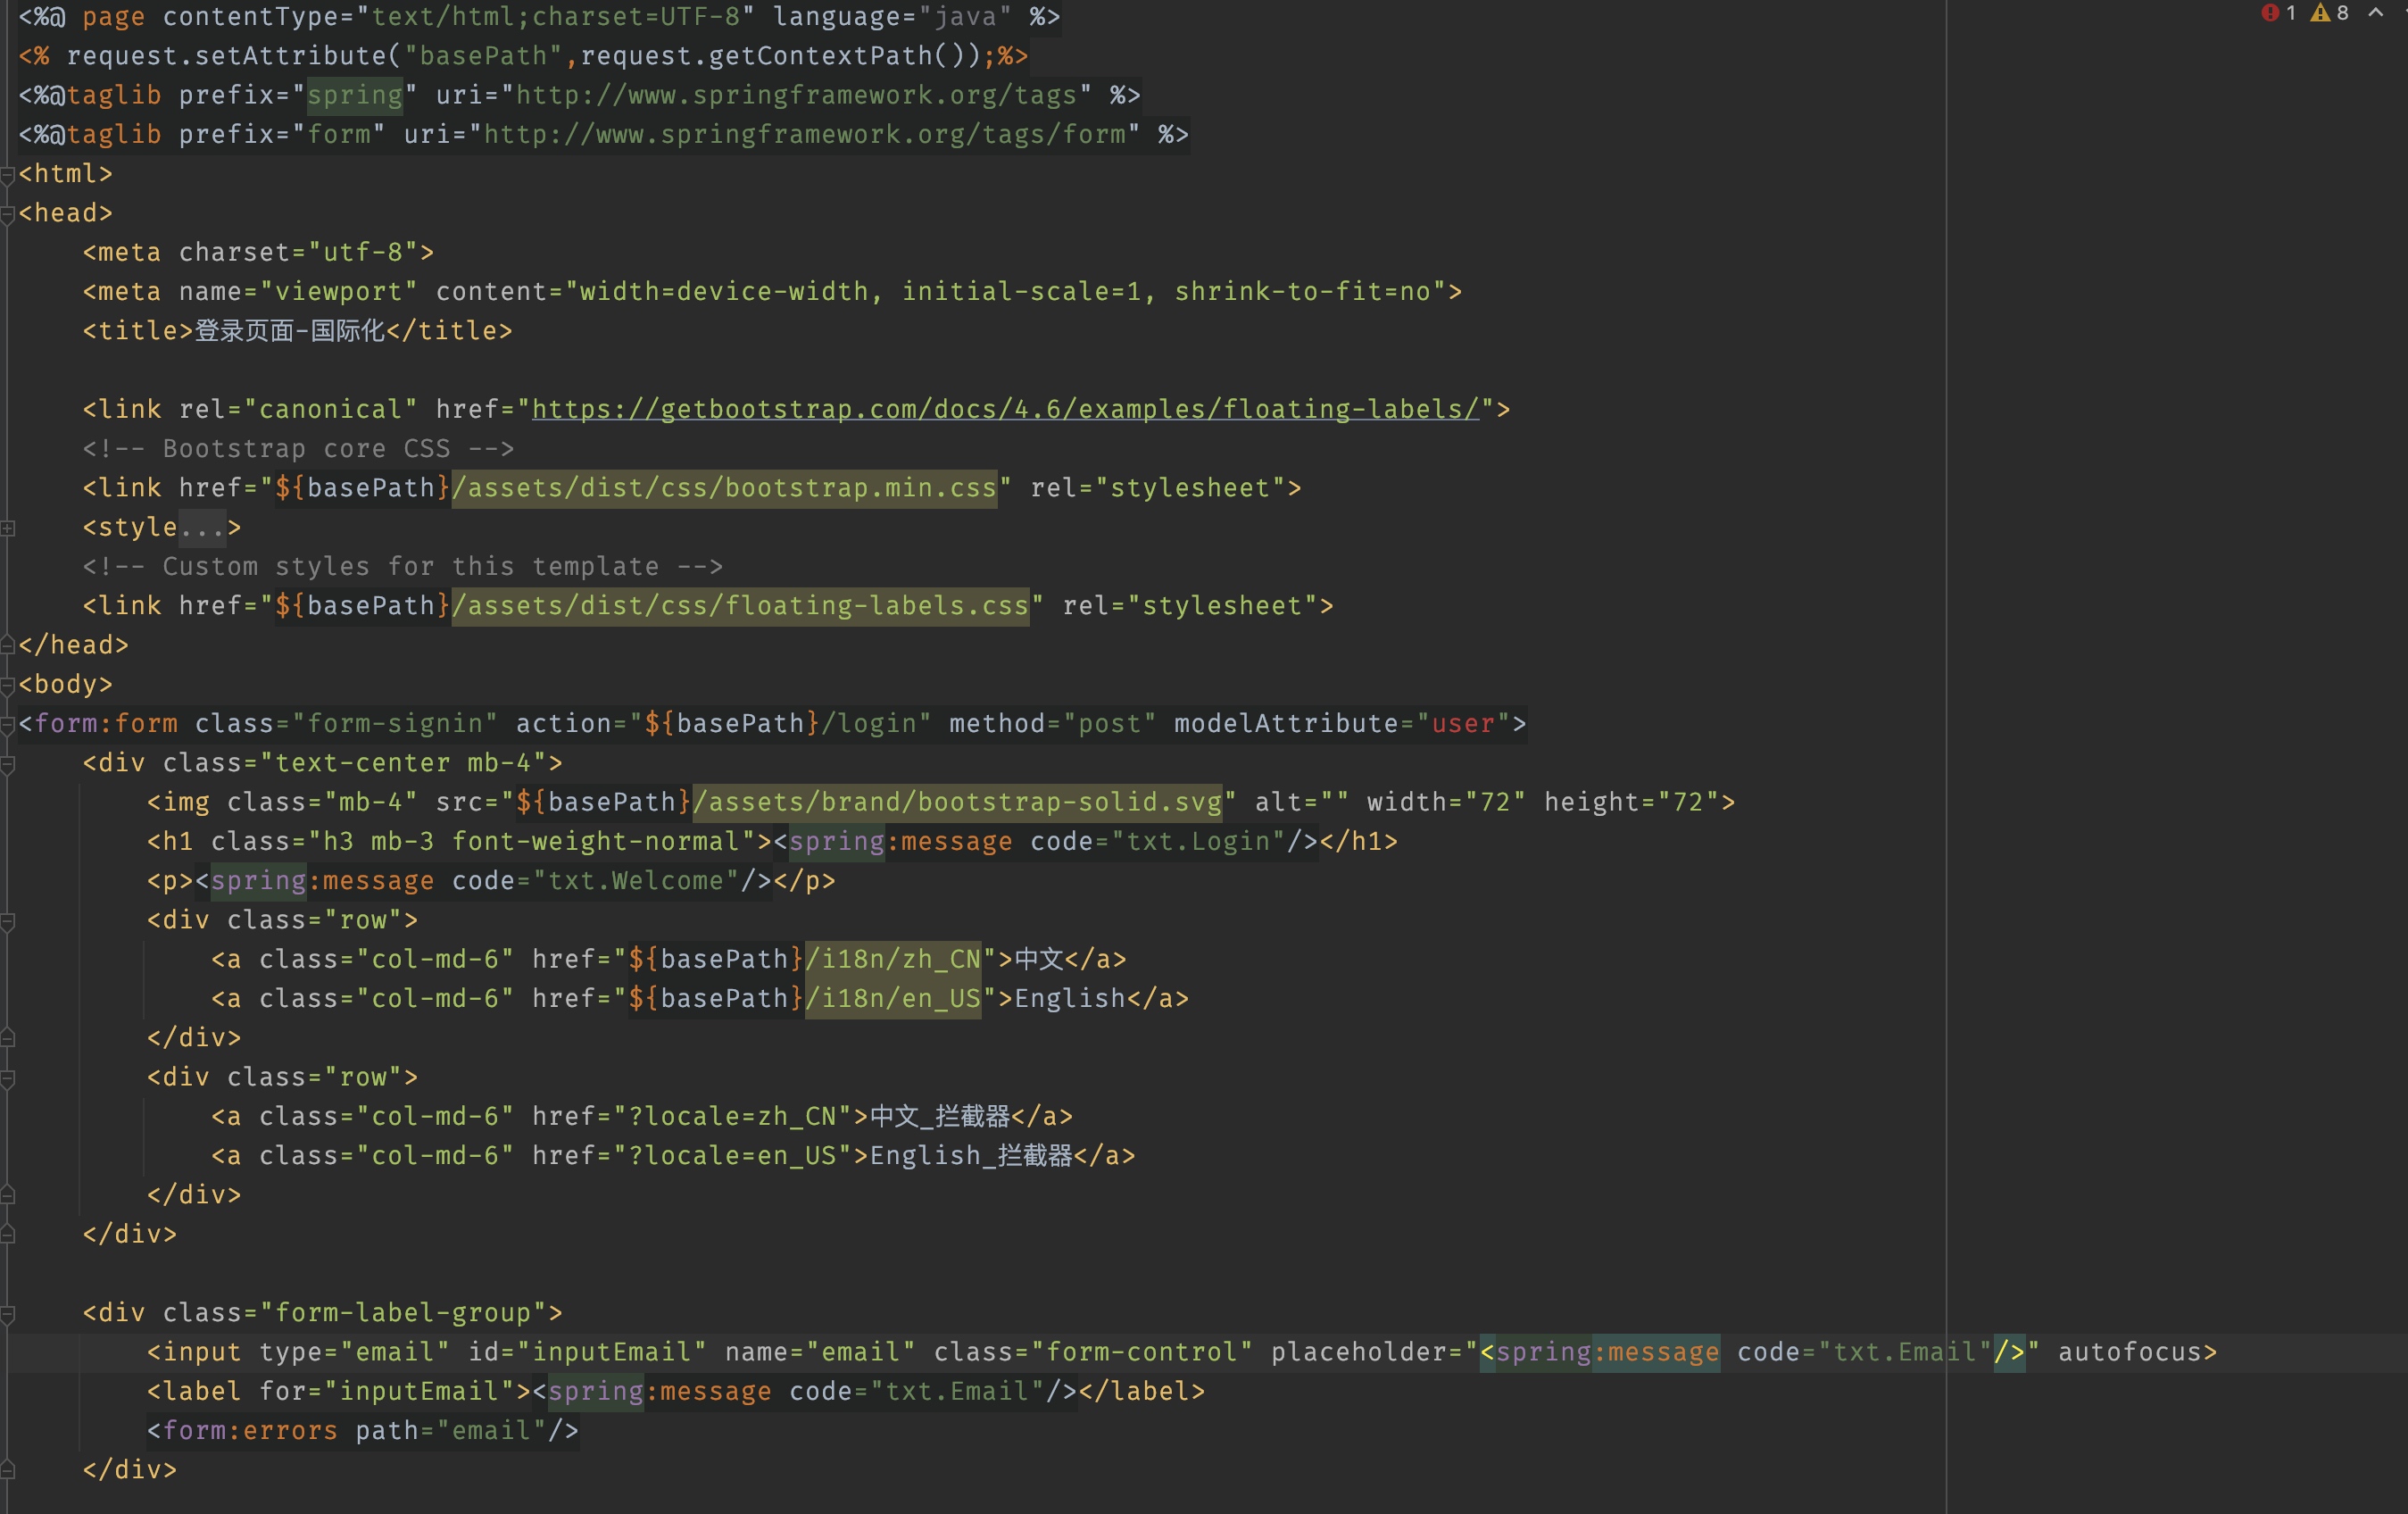 <%@ page contentType="text/html;charset=UTF-8" language="java" %>
<% request.setAttribute("basePath",request.getContextPath());%>
<%@taglib prefix="spring" uri="http://www.springframework.org/tags" %>
<%@taglib prefix="form" uri="http://www.springframework.org/tags/form" %>
<html>
<head>
    <meta charset="utf-8">
    <meta name="viewport" content="width=device-width, initial-scale=1, shrink-to-fit=no">
    <title>登录页面-国际化</title>
    <link rel="canonical" href="https://getbootstrap.com/docs/4.6/examples/floating-labels/">
    <!-- Bootstrap core CSS -->
    <link href="${basePath}/assets/dist/css/bootstrap.min.css" rel="stylesheet">
    <style...>
    <!-- Custom styles for this template -->
    <link href="${basePath}/assets/dist/css/floating-labels.css" rel="stylesheet">
</head>
<body>
<form:form class="form-signin" action="${basePath}/login" method="post" modelAttribute="user">
    <div class="text-center mb-4">
        <img class="mb-4" src="${basePath}/assets/brand/bootstrap-solid.svg" alt="" width="72" height="72">
        <h1 class="h3 mb-3 font-weight-normal"><spring:message code="txt.Login"/></h1>
        <p><spring:message code="txt.Welcome"/></p>
        <div class="row">
            <a class="col-md-6" href="${basePath}/i18n/zh_CN">中文</a>
            <a class="col-md-6" href="${basePath}/i18n/en_US">English</a>
        </div>
        <div class="row">
            <a class="col-md-6" href="?locale=zh_CN">中文_拦截器</a>
            <a class="col-md-6" href="?locale=en_US">English_拦截器</a>
        </div>
    </div>
    <div class="form-label-group">
        <input type="email" id="inputEmail" name="email" class="form-control" placeholder="<spring:message code="txt.Email"/>" autofocus>
        <label for="inputEmail"><spring:message code="txt.Email"/></label>
        <form:errors path="email"/>
    </div>
1 8